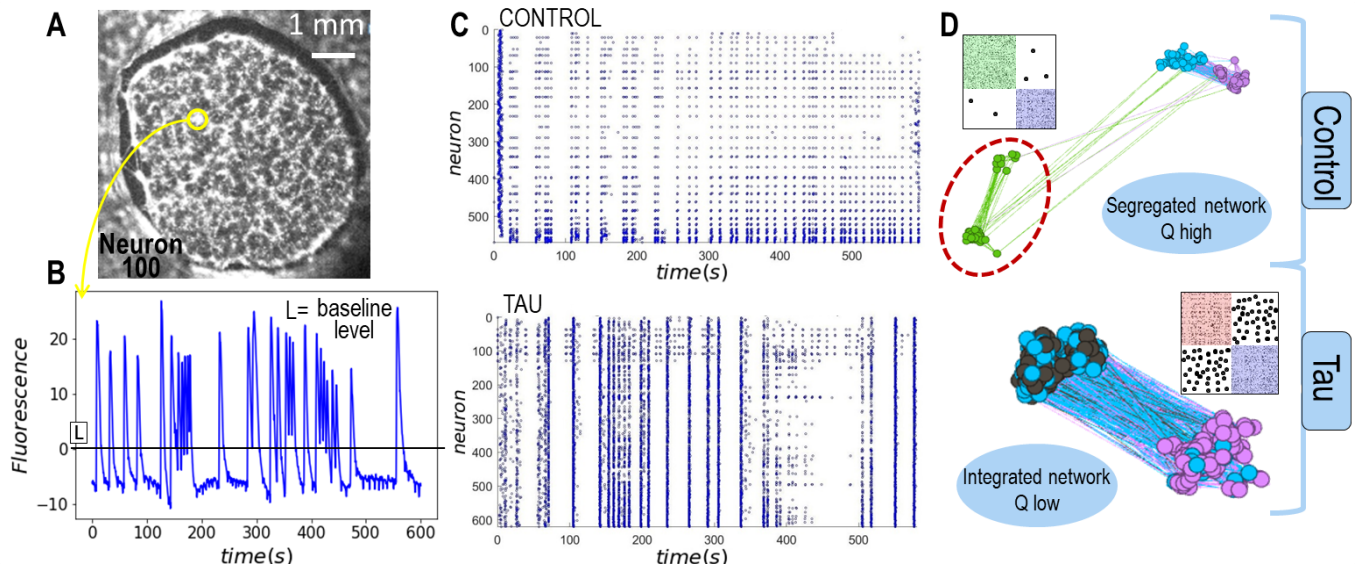 A
1 mm
Neuron
100
B
L= baseline
level
Fluorescence
20
10
0
−10
L
0 100 200 300 400 500 600
time(s)
C
CONTROL
neuron
0
100
200
300
400
500
0 100 200 300 400 500
time(s)
TAU
neuron
0
100
200
300
400
500
600
0 100 200 300 400 500
time(s)
D
Segregated network
Q high
Control
Integrated network
Q low
Tau